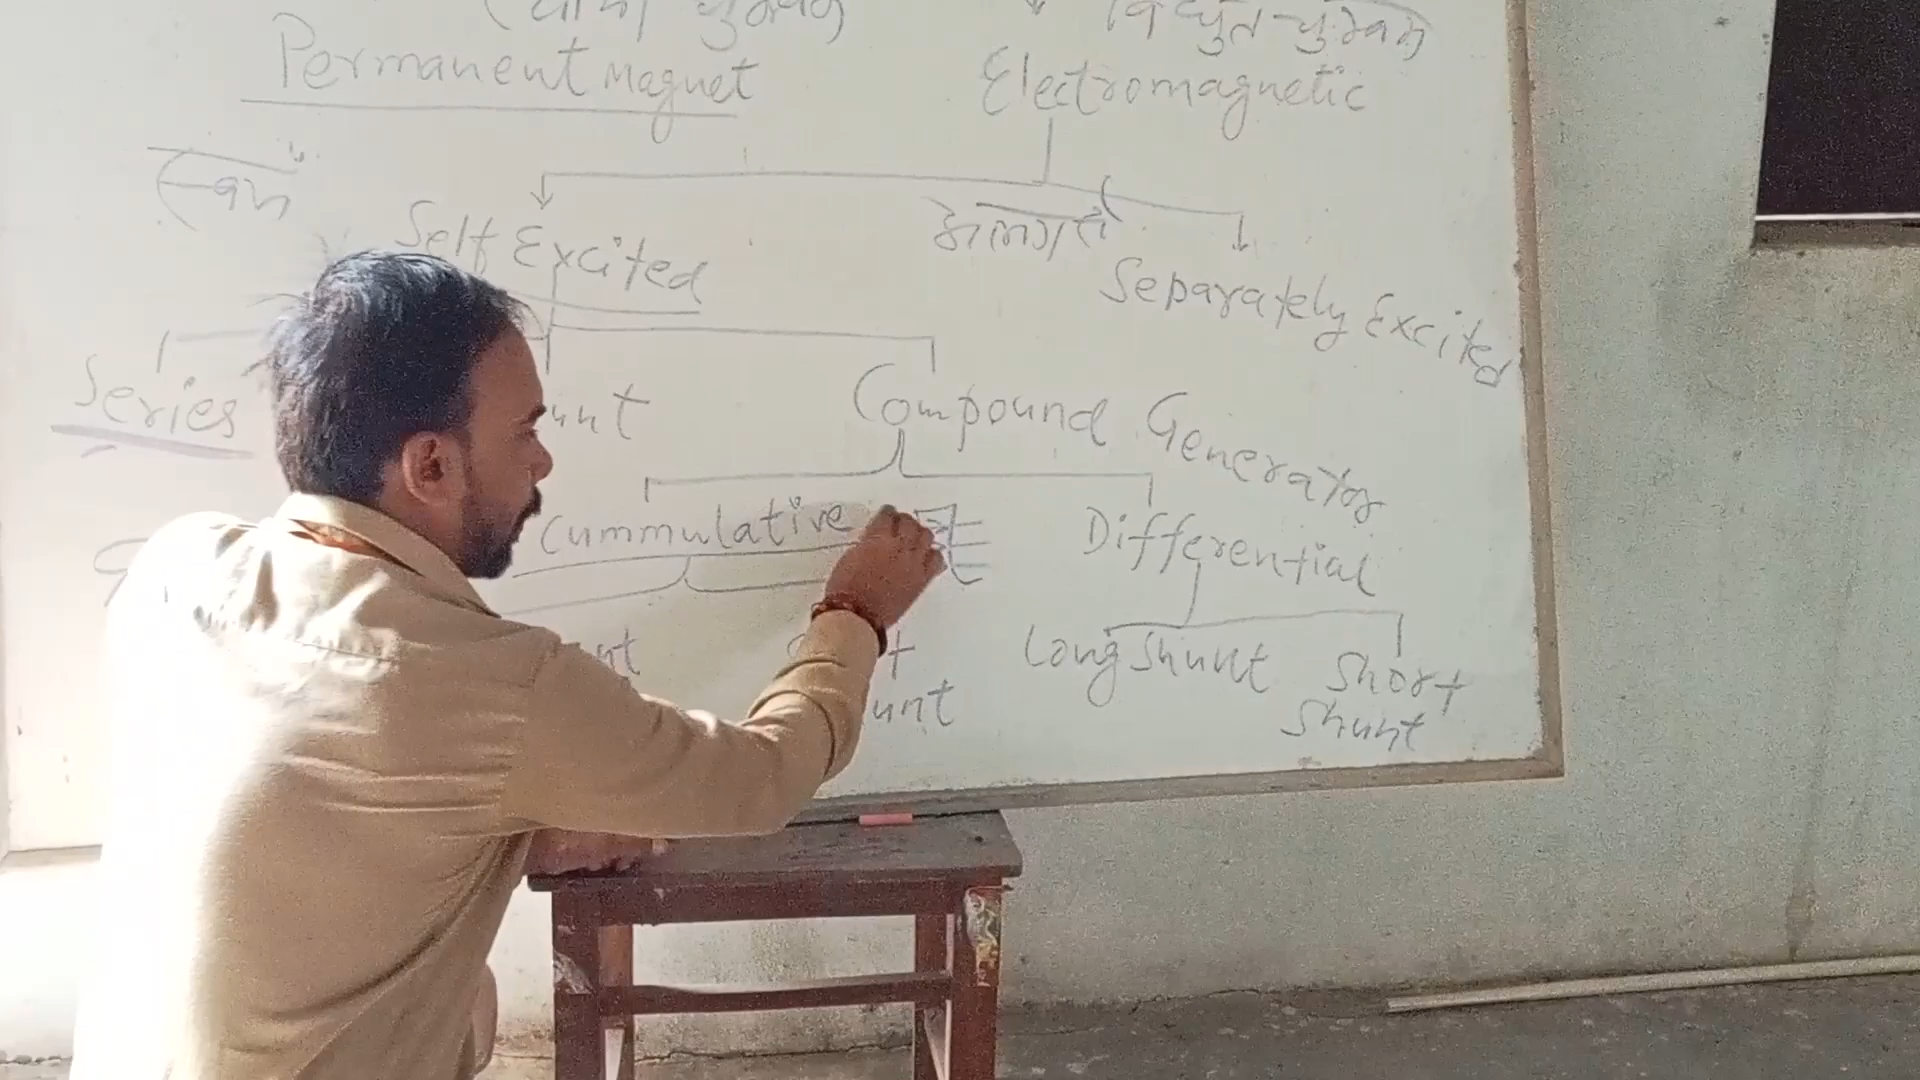 विद्युत चुम्बक
Permanent Magnet
Electromagnetic
Self Excited
Separately Excited
Series
unt
Compound Generator
Cummulative
Differential
unt
unt
Long Shunt
Short
Shunt